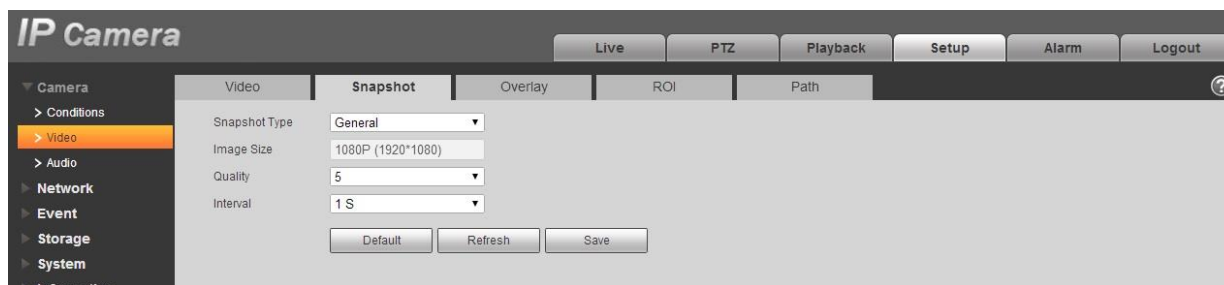 IP Camera
Live PTZ Playback Setup Alarm Logout
Camera
Video Snapshot Overlay ROI Path
?
> Conditions
Snapshot Type General
> Video
Image Size 1080P (1920*1080)
> Audio
Quality 5
Network
Interval 1 S
Event
Storage
Default Refresh Save
System